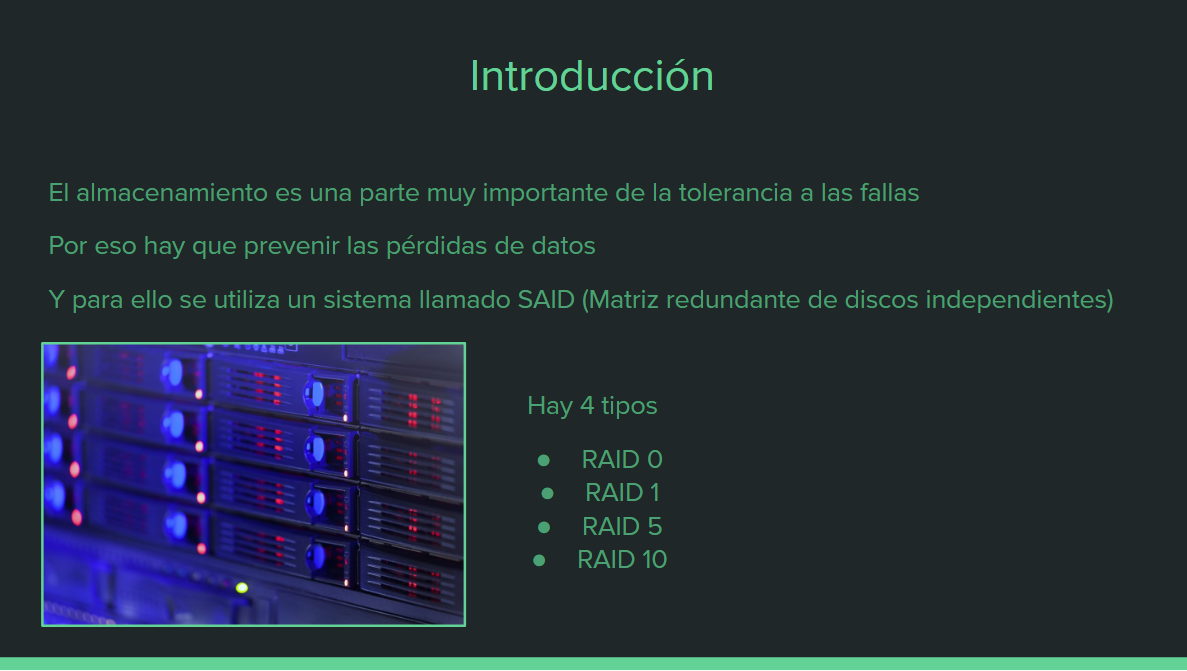 Introducción
El almacenamiento es una parte muy importante de la tolerancia a las fallas
Por eso hay que prevenir las pérdidas de datos
Y para ello se utiliza un sistema llamado SAID (Matriz redundante de discos independientes)
Hay 4 tipos
● RAID 0
● RAID 1
● RAID 5
● RAID 10